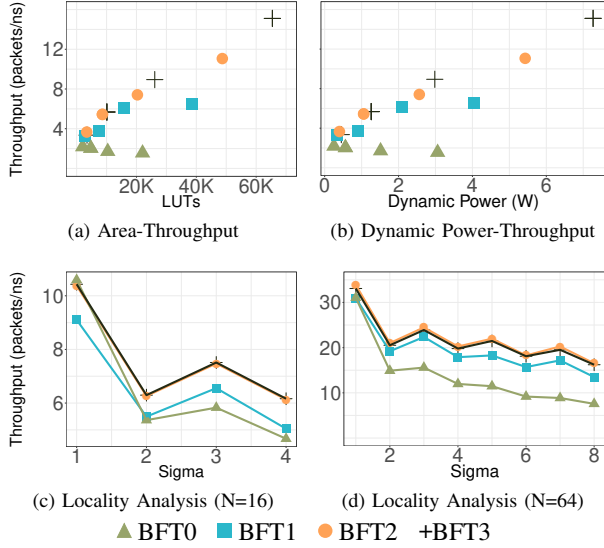 Throughput (packets/ns)
12
8
4
20K 40K 60K
LUTs
(a) Area-Throughput
0 2 4 6
Dynamic Power (W)
(b) Dynamic Power-Throughput
Throughput (packets/ns)
10
8
6
1 2 3 4
Sigma
(c) Locality Analysis (N=16)
30
20
10
2 4 6 8
Sigma
(d) Locality Analysis (N=64)
BFT0 BFT1 BFT2 +BFT3